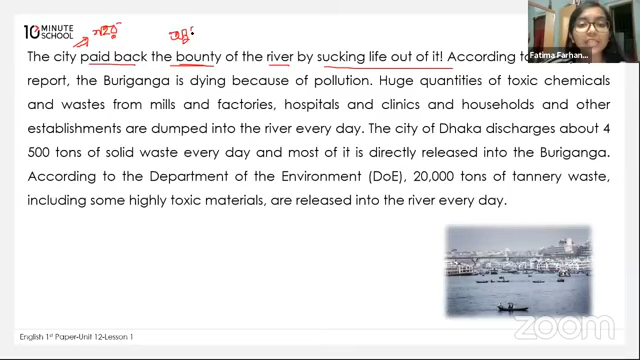 10 MINUTE
SCHOOL
The city paid back the bounty of the river by sucking life out of it! According to
report, the Buriganga is dying because of pollution. Huge quantities of toxic chemicals
and wastes from mills and factories, hospitals and clinics and households and other
establishments are dumped into the river every day. The city of Dhaka discharges about 4
500 tons of solid waste every day and most of it is directly released into the Buriganga.
According to the Department of the Environment (DoE), 20,000 tons of tannery waste,
including some highly toxic materials, are released into the river every day.
Fatima Farhan...
English 1st Paper-Unit 12-Lesson 1
zoom